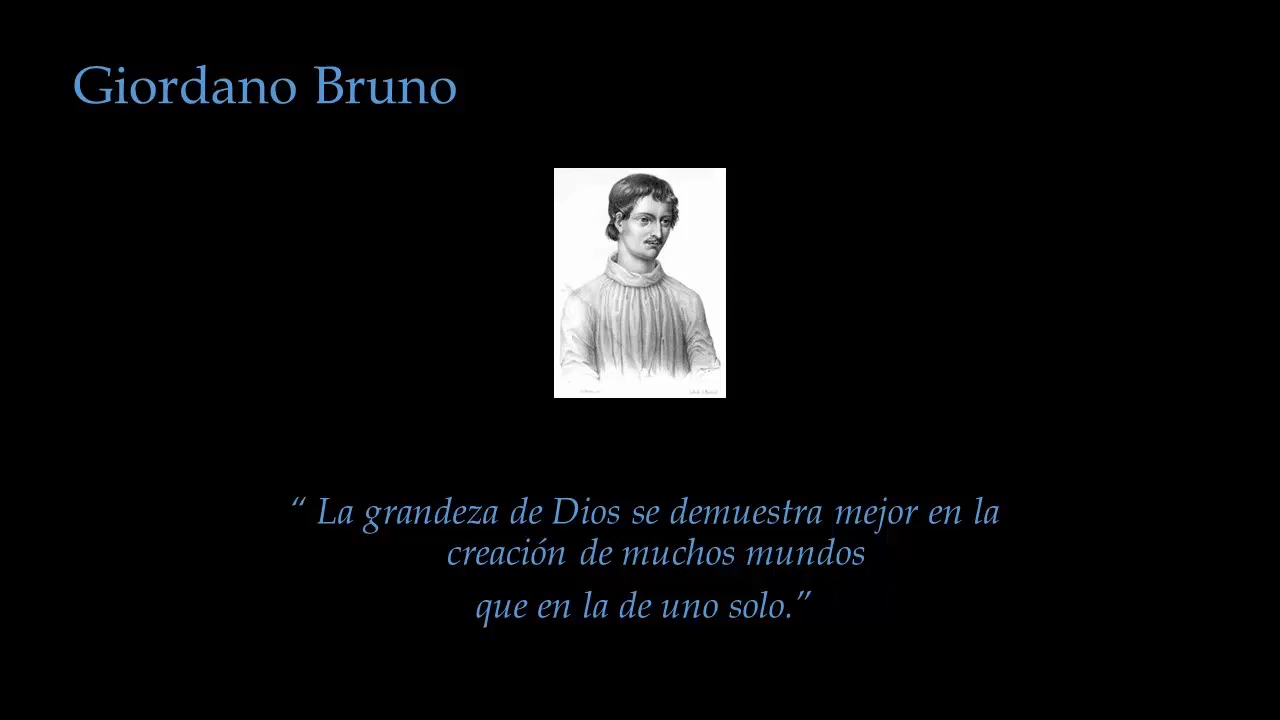 Giordano Bruno
“ La grandeza de Dios se demuestra mejor en la
creación de muchos mundos
que en la de uno solo.”